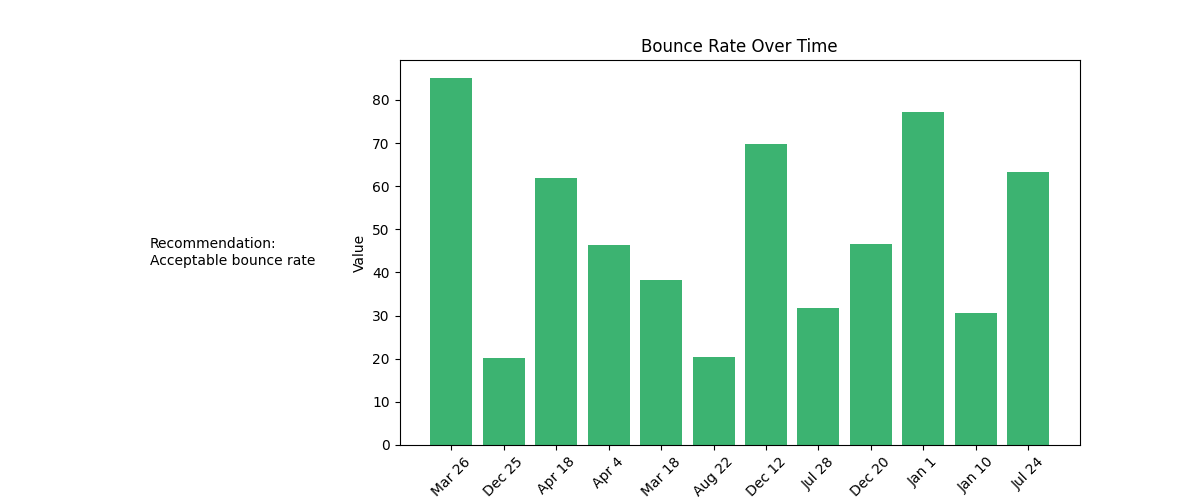 Bounce Rate Over Time
Recommendation:
Acceptable bounce rate
Value
80
70
60
50
40
30
20
10
0
Mar 26
Dec 25
Apr 18
Apr 4
Mar 18
Aug 22
Dec 12
Jul 28
Dec 20
Jan 1
Jan 10
Jul 24